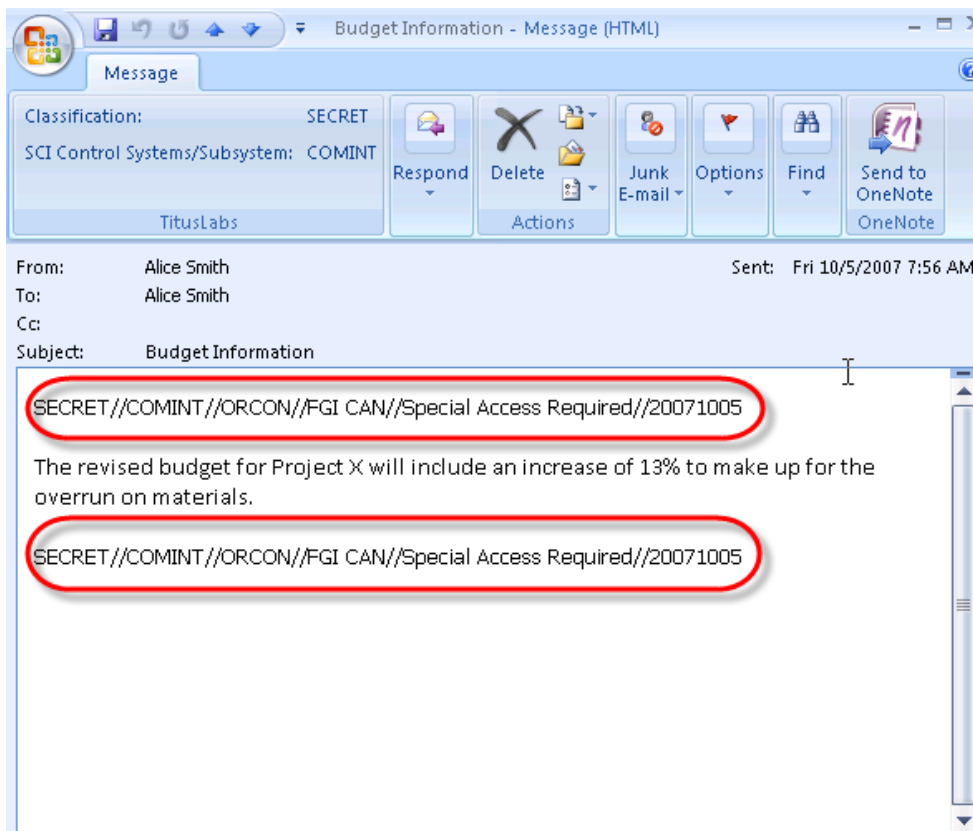 Budget Information - Message (HTML)
Message
Classification: SECRET
SCI Control Systems/Subsystem: COMINT
TitusLabs
Respond
Delete
Actions
Junk
E-mail
Options
Find
Send to
OneNote
OneNote
From: Alice Smith
Sent: Fri 10/5/2007 7:56 AM
To: Alice Smith
Cc:
Subject: Budget Information
SECRET//COMINT//ORCON//FGI CAN//Special Access Required//20071005
The revised budget for Project X will include an increase of 13% to make up for the
overrun on materials.
SECRET//COMINT//ORCON//FGI CAN//Special Access Required//20071005